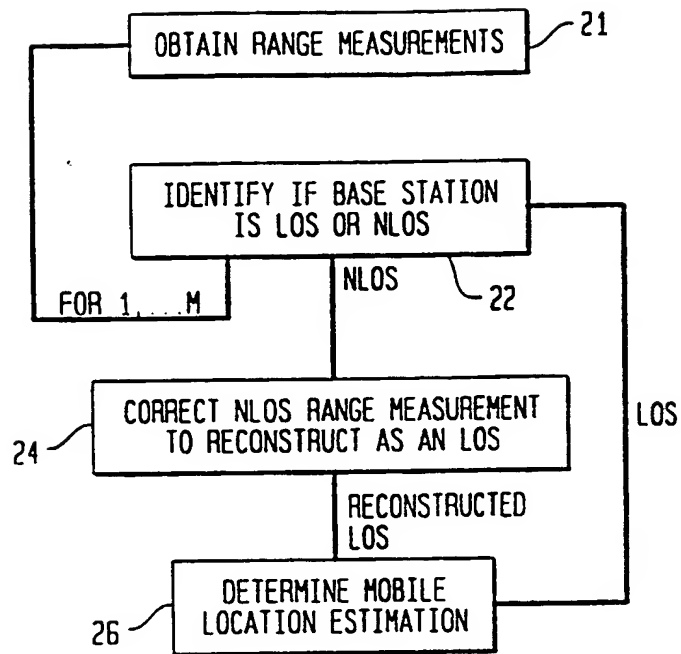 OBTAIN RANGE MEASUREMENTS
21
IDENTIFY IF BASE STATION
IS LOS OR NLOS
FOR 1,...M
NLOS
22
CORRECT NLOS RANGE MEASUREMENT
TO RECONSTRUCT AS AN LOS
24
LOS
RECONSTRUCTED
LOS
DETERMINE MOBILE
LOCATION ESTIMATION
26